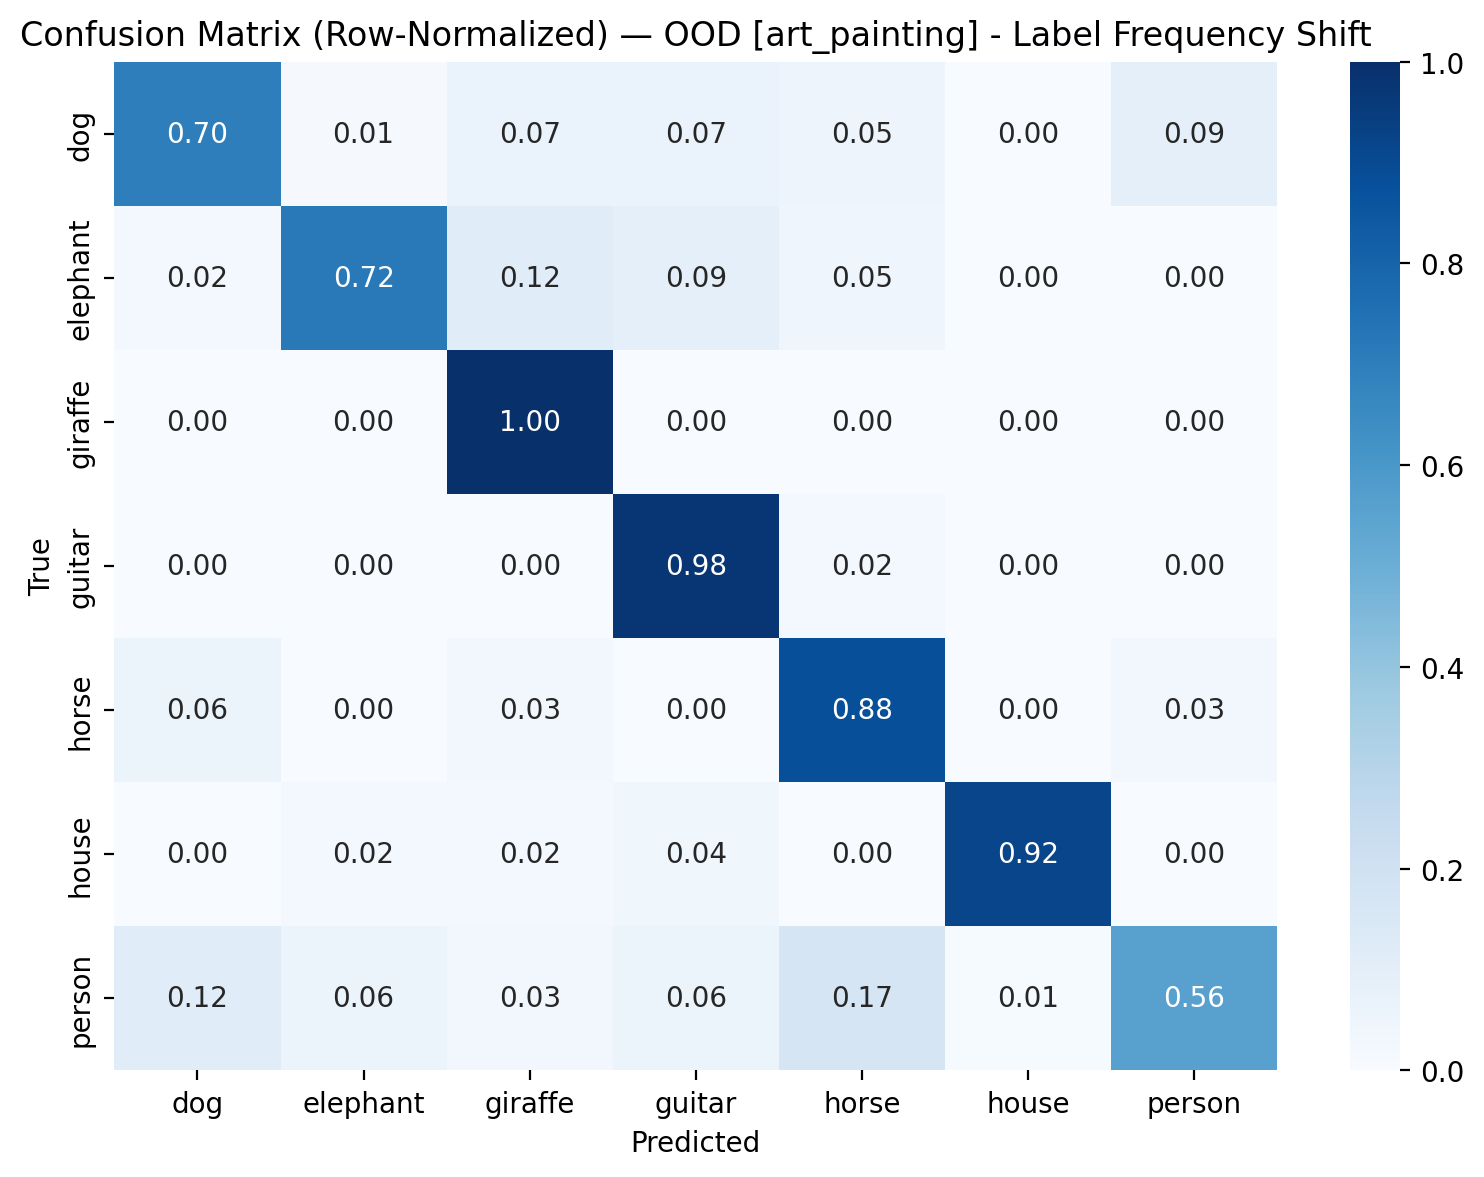 Confusion Matrix (Row-Normalized) — OOD [art_painting] - Label Frequency Shift
True
dog 0.70 0.01 0.07 0.07 0.05 0.00 0.09
elephant 0.02 0.72 0.12 0.09 0.05 0.00 0.00
giraffe 0.00 0.00 1.00 0.00 0.00 0.00 0.00
guitar 0.00 0.00 0.00 0.98 0.02 0.00 0.00
horse 0.06 0.00 0.03 0.00 0.88 0.00 0.03
house 0.00 0.02 0.02 0.04 0.00 0.92 0.00
person 0.12 0.06 0.03 0.06 0.17 0.01 0.56
dog elephant giraffe guitar horse house person
Predicted
1.0
0.8
0.6
0.4
0.2
0.0